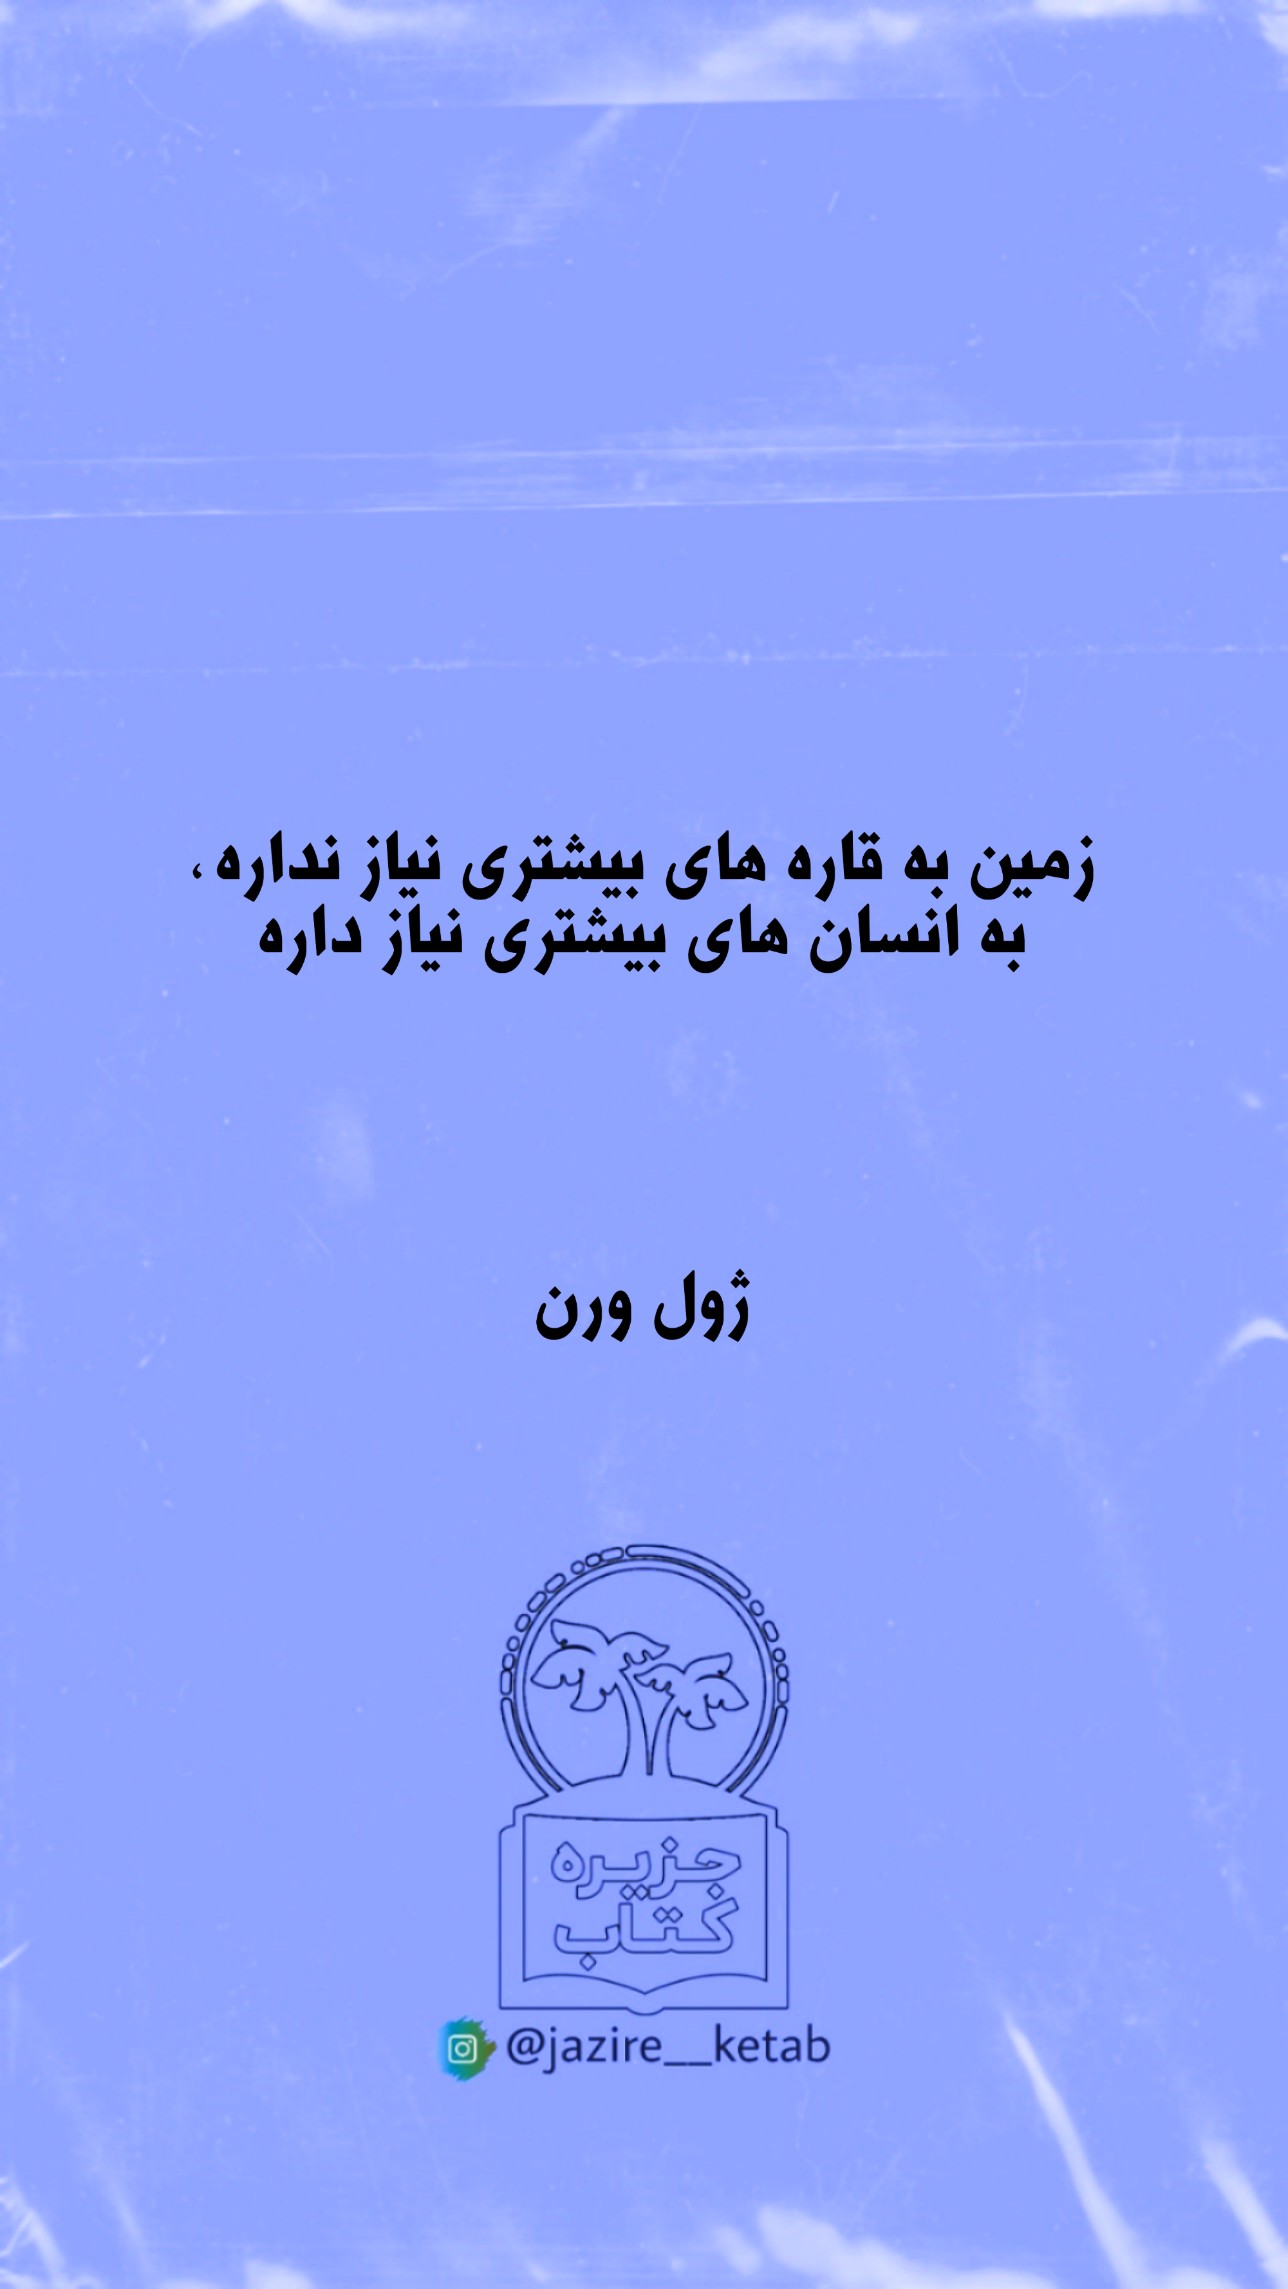 زمین به قاره های بیشتری نیاز نداره،
به انسان های بیشتری نیاز داره
ژول ورن
جزیره
کتاب
@jazire__ketab